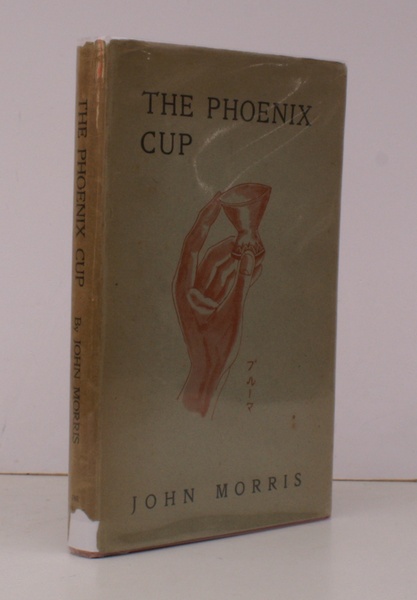 THE PHOENIX
CUP
ブルーマ
JOHN MORRIS
THE PHOENIX CUP By JOHN MORRIS